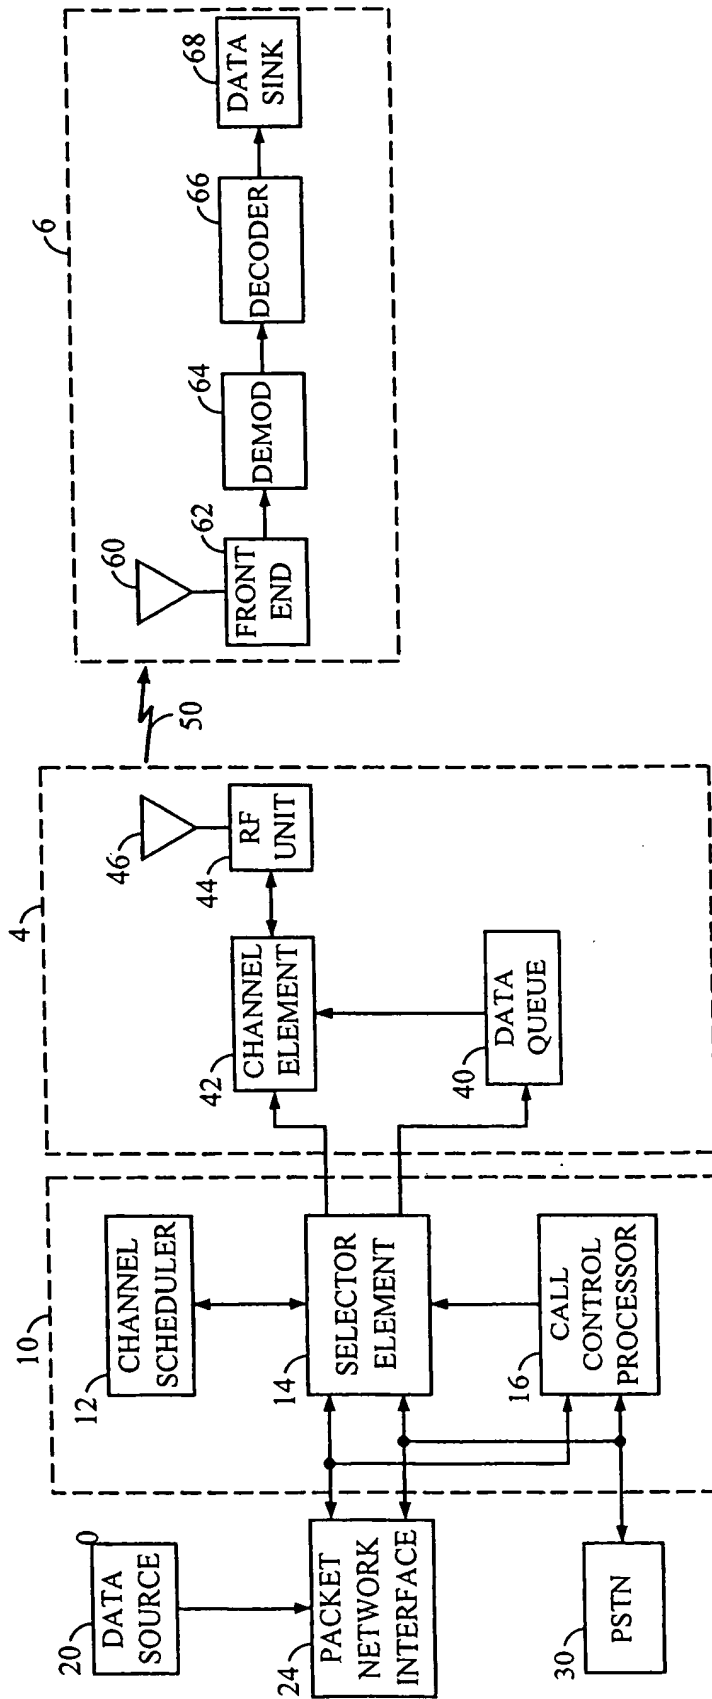 20
DATA
SOURCE
0
24
PACKET
NETWORK
INTERFACE
30
PSTN
10
12
CHANNEL
SCHEDULER
14
SELECTOR
ELEMENT
16
CALL
CONTROL
PROCESSOR
4
42
CHANNEL
ELEMENT
40
DATA
QUEUE
44
RF
UNIT
46
50
6
60
62
FRONT
END
64
DEMOD
66
DECODER
68
DATA
SINK